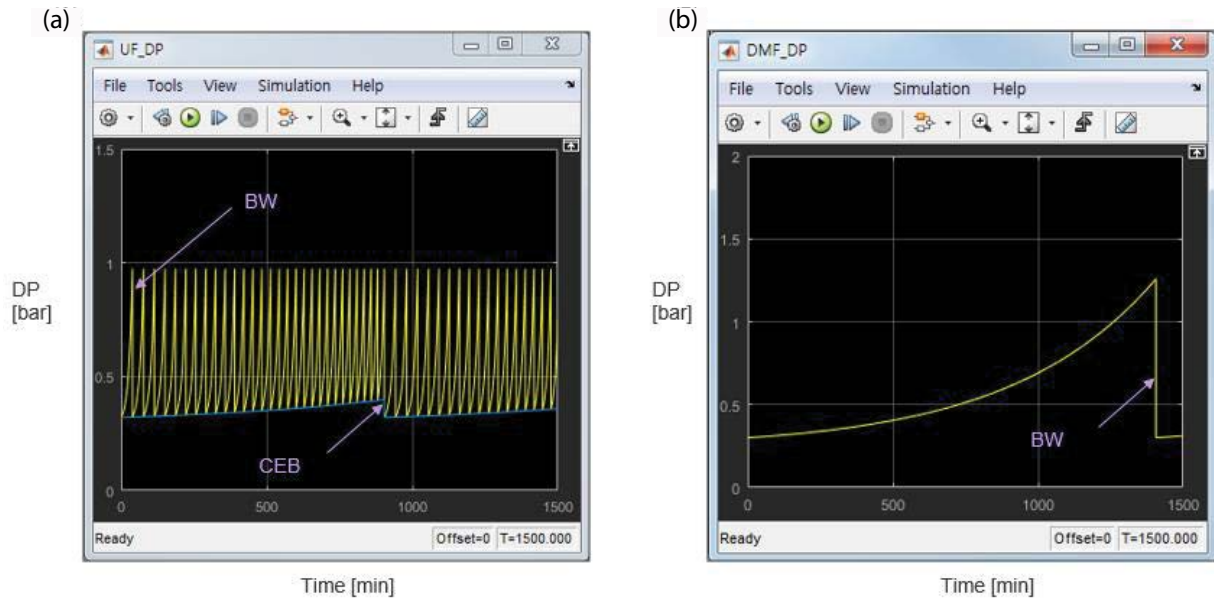 (a)
UF_DP
File Tools View Simulation Help
1.5
1
0.5
0
0 500 1000 1500
BW
CEB
DP
[bar]
Ready Offset=0 T=1500.000
Time [min]
(b)
DMF_DP
File Tools View Simulation Help
2
1.5
1
0.5
0
0 500 1000 1500
BW
DP
[bar]
Ready Offset=0 T=1500.000
Time [min]